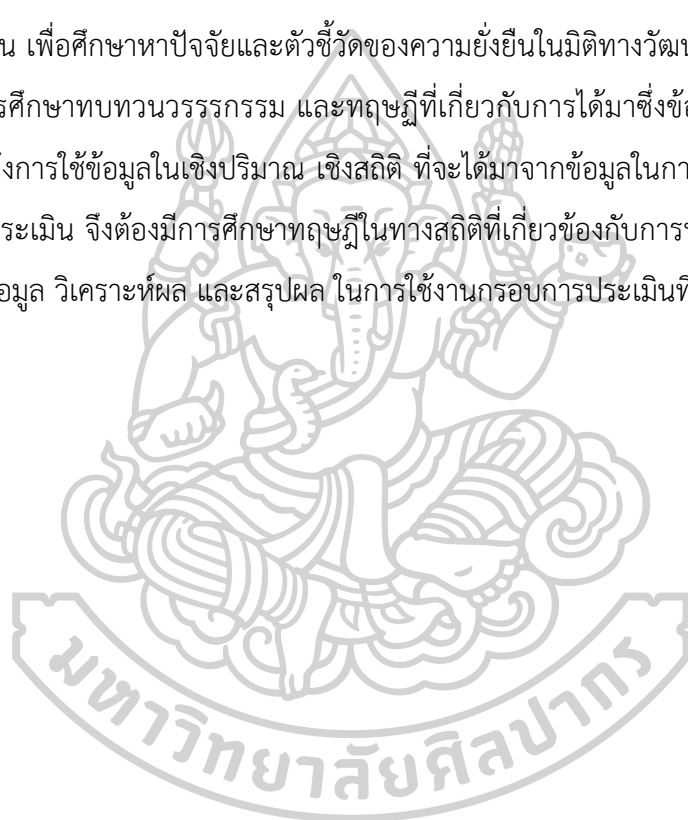 น เพื่อศึกษาหาปัจจัยและตัวชี้วัดของความยั่งยืนในมิติทางวัฒน
รศึกษาทบทวนวรรรกรรม และทฤษฎีที่เกี่ยวกับการได้มาซึ่งข้อ
งการใช้ข้อมูลในเชิงปริมาณ เชิงสถิติ ที่จะได้มาจากข้อมูลในกา
ระเมิน จึงต้องมีการศึกษาทฤษฎีในทางสถิติที่เกี่ยวข้องกับการ
อมูล วิเคราะห์ผล และสรุปผล ในการใช้งานกรอบการประเมินที
มหาวิทยาลัยศิลปากร